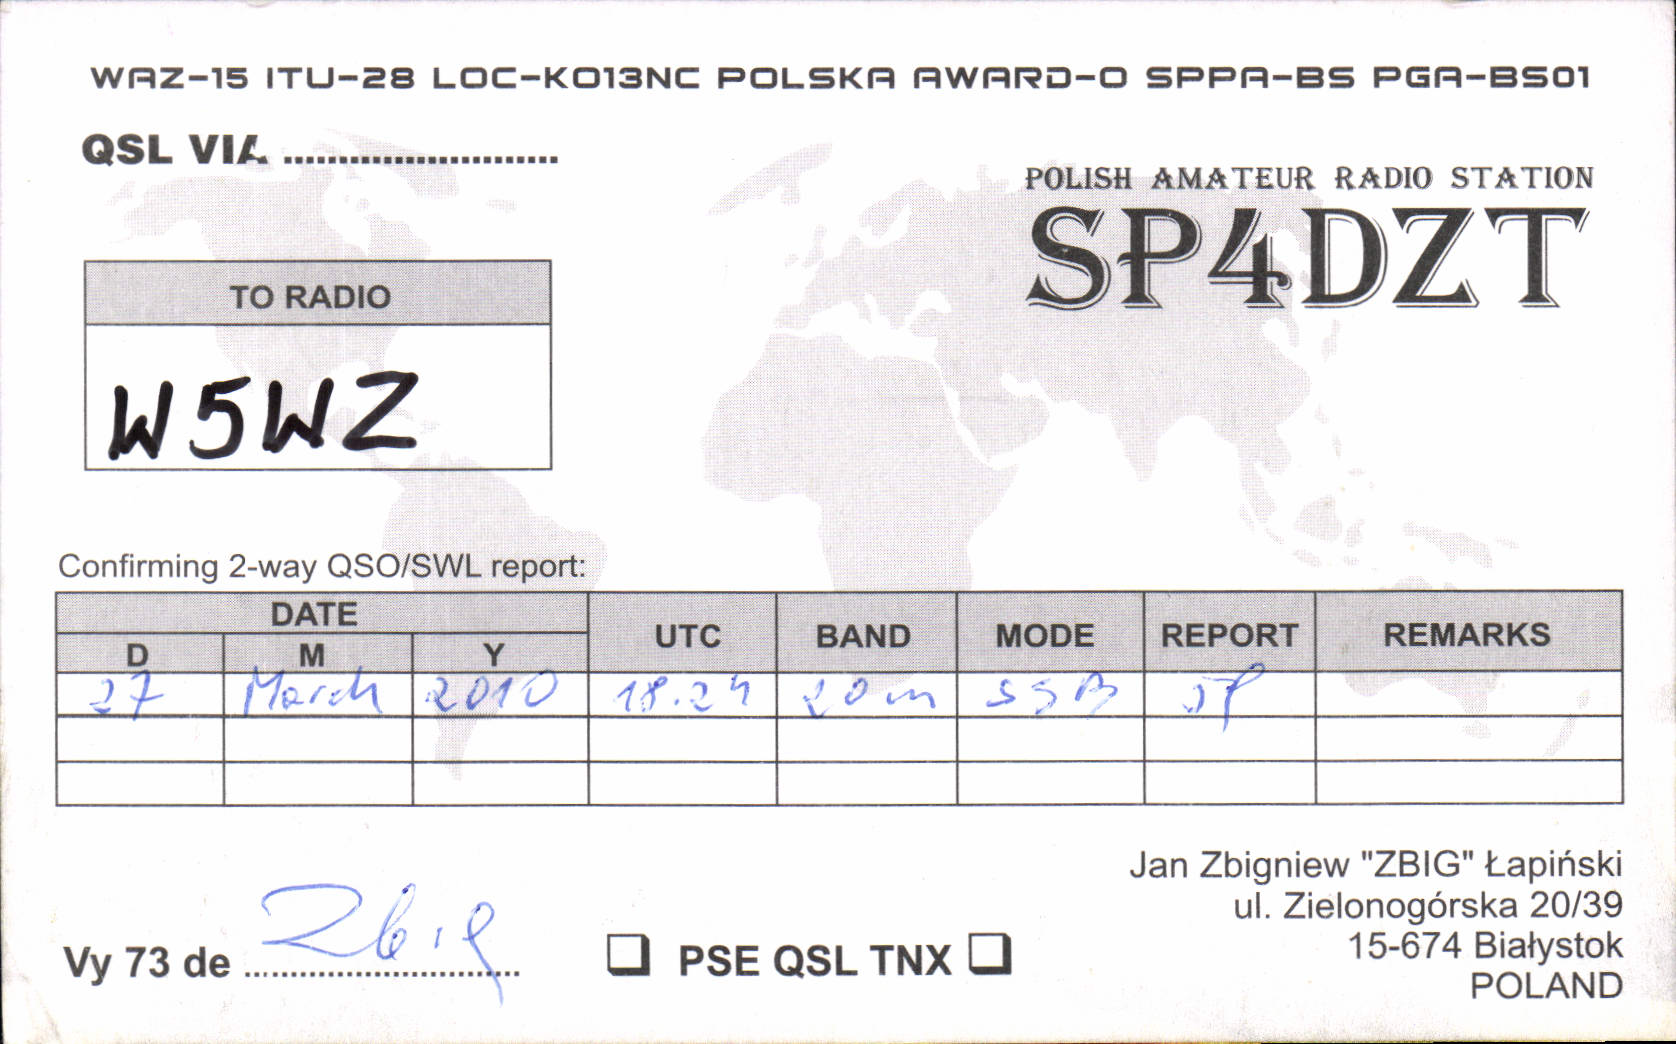 WAZ-15 ITU-28 LOC-KO13NC POLSKA AWARD-O SPPA-BS PGA-BS01
QSL VIA ..............................
POLISH AMATEUR RADIO STATION
SP4DZT
TO RADIO
W5WZ
Confirming 2-way QSO/SWL report:
DATE UTC BAND MODE REPORT REMARKS
D M Y
27 March 2010 18.24 20m SSB
Vy 73 de Zbig
PSE QSL TNX
Jan Zbigniew "ZBIG" Łapiński
ul. Zielonogórska 20/39
15-674 Białystok
POLAND